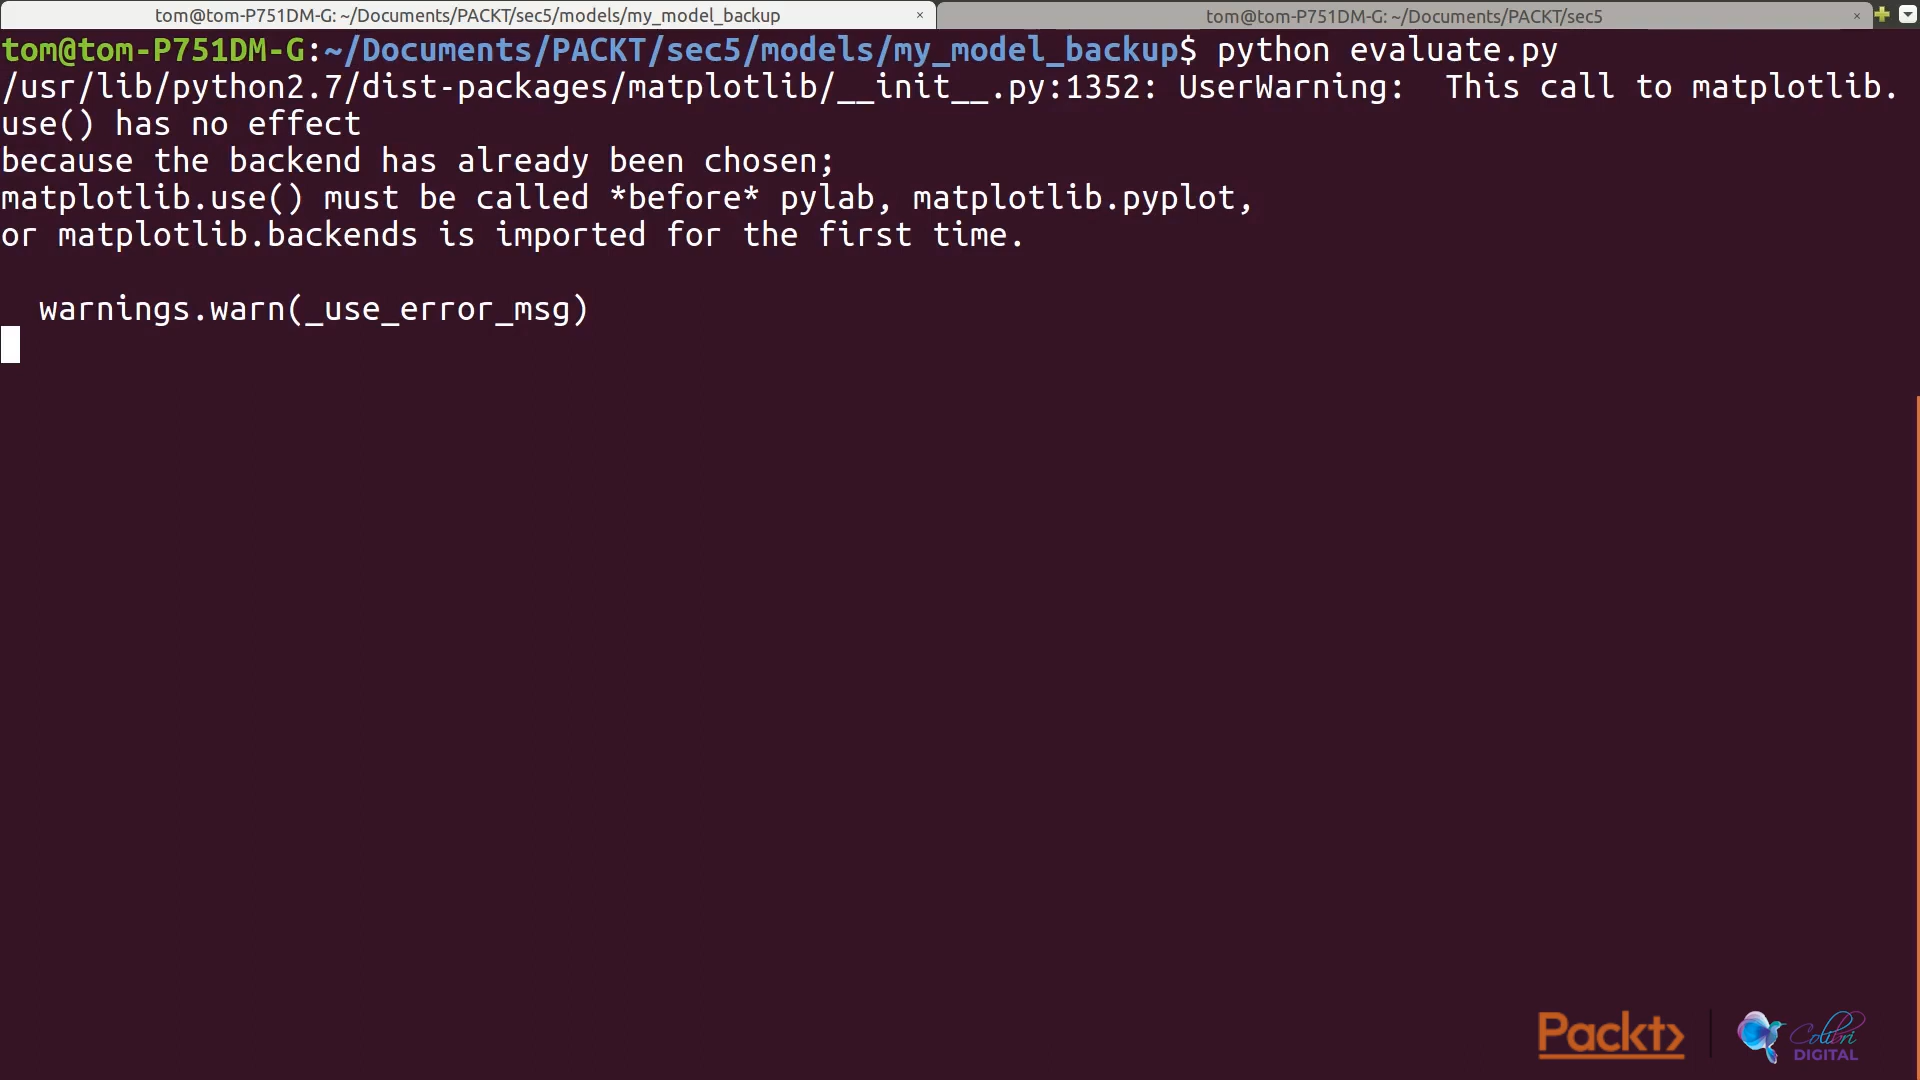 tom@tom-P751DM-G: ~/Documents/PACKT/sec5/models/my_model_backup × tom@tom-P751DM-G: ~/Documents/PACKT/sec5 ×
tom@tom-P751DM-G:~/Documents/PACKT/sec5/models/my_model_backup$ python evaluate.py
/usr/lib/python2.7/dist-packages/matplotlib/__init__.py:1352: UserWarning:  This call to matplotlib.
use() has no effect
because the backend has already been chosen;
matplotlib.use() must be called *before* pylab, matplotlib.pyplot,
or matplotlib.backends is imported for the first time.
  warnings.warn(_use_error_msg)
Packt>
Colibri
DIGITAL